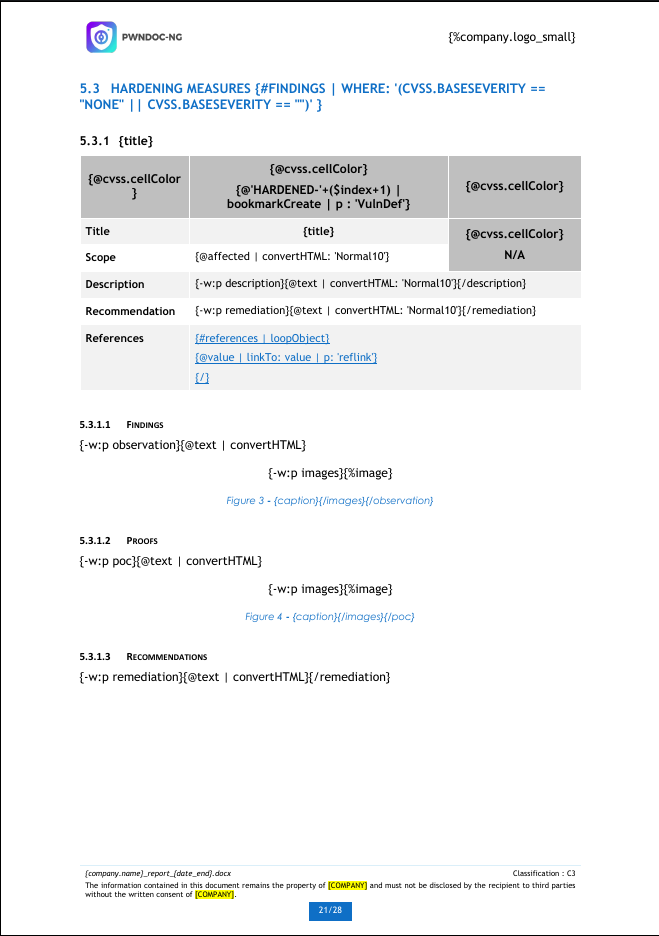 PWNDOC-NG
{%company.logo_small}
5.3 HARDENING MEASURES {#FINDINGS | WHERE: '(CVSS.BASESEVERITY ==
"NONE" || CVSS.BASESEVERITY == "")' }
5.3.1 {title}
{@cvss.cellColor
}
{@cvss.cellColor}
{@'HARDENED-'+($index+1) |
bookmarkCreate | p : 'VulnDef'}
{@cvss.cellColor}
Title
{title}
{@cvss.cellColor}
N/A
Scope
{@affected | convertHTML: 'Normal10'}
Description
{-w:p description}{@text | convertHTML: 'Normal10'}{/description}
Recommendation
{-w:p remediation}{@text | convertHTML: 'Normal10'}{/remediation}
References
{#references | loopObject}
{@value | linkTo: value | p: 'reflink'}
{/}
5.3.1.1 FINDINGS
{-w:p observation}{@text | convertHTML}
{-w:p images}{%image}
Figure 3 - {caption}{/images}{/observation}
5.3.1.2 PROOFS
{-w:p poc}{@text | convertHTML}
{-w:p images}{%image}
Figure 4 - {caption}{/images}{/poc}
5.3.1.3 RECOMMENDATIONS
{-w:p remediation}{@text | convertHTML}{/remediation}
{company.name}_report_{date_end}.docx
Classification : C3
The information contained in this document remains the property of [COMPANY] and must not be disclosed by the recipient to third parties
without the written consent of [COMPANY].
21/28